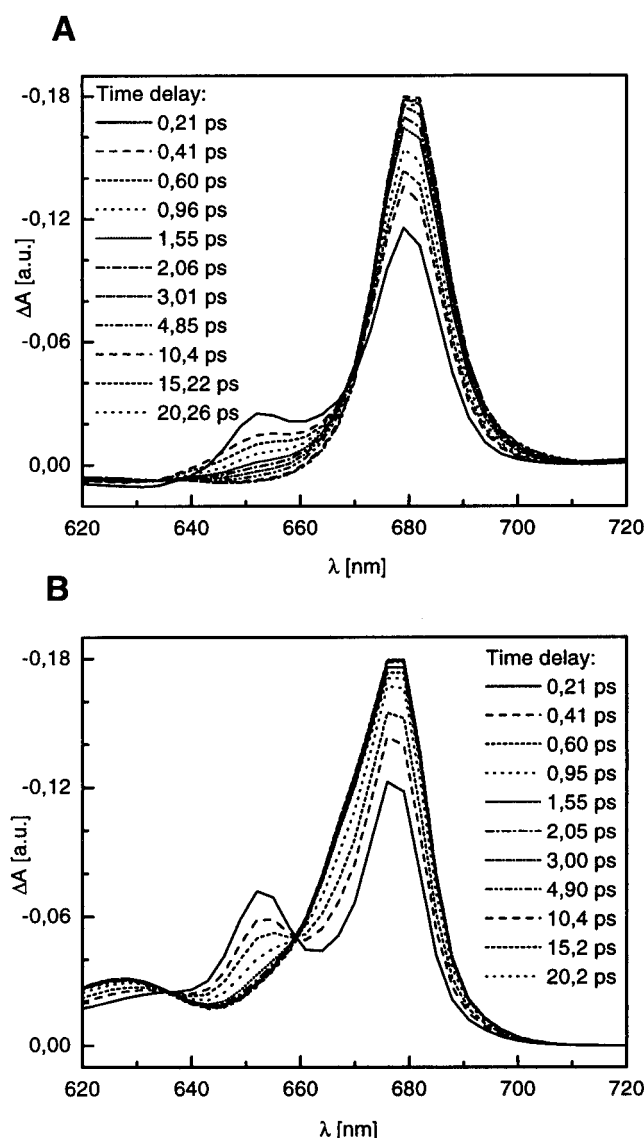 A
Time delay:
0,21 ps
0,41 ps
0,60 ps
0,96 ps
1,55 ps
2,06 ps
3,01 ps
4,85 ps
10,4 ps
15,22 ps
20,26 ps
-0,18
-0,12
-0,06
0,00
ΔA [a.u.]
620 640 660 680 700 720
λ [nm]
B
Time delay:
0,21 ps
0,41 ps
0,60 ps
0,95 ps
1,55 ps
2,05 ps
3,00 ps
4,90 ps
10,4 ps
15,2 ps
20,2 ps
-0,18
-0,12
-0,06
0,00
ΔA [a.u.]
620 640 660 680 700 720
λ [nm]